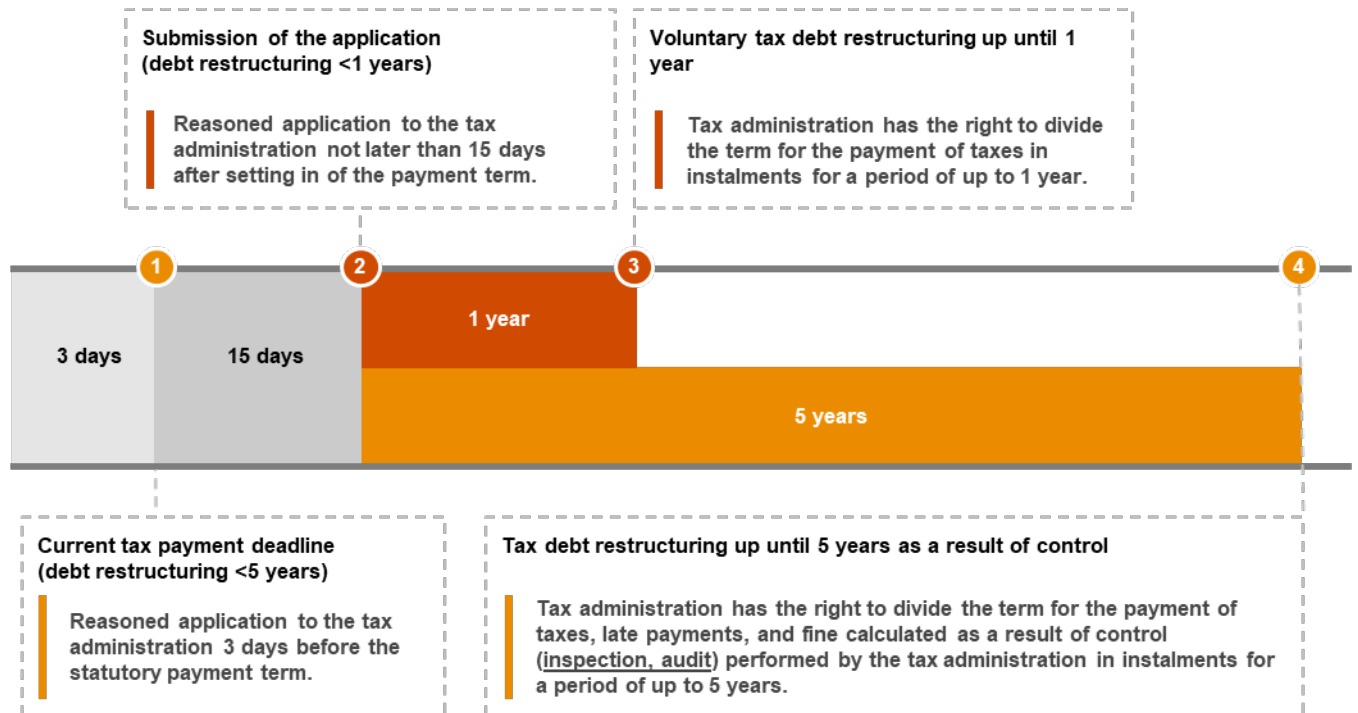 Submission of the application
(debt restructuring <1 years)
Reasoned application to the tax
administration not later than 15 days
after setting in of the payment term.
Voluntary tax debt restructuring up until 1
year
Tax administration has the right to divide
the term for the payment of taxes in
instalments for a period of up to 1 year.
1
2
3
4
3 days
15 days
1 year
5 years
Current tax payment deadline
(debt restructuring <5 years)
Reasoned application to the tax
administration 3 days before the
statutory payment term.
Tax debt restructuring up until 5 years as a result of control
Tax administration has the right to divide the term for the payment of
taxes, late payments, and fine calculated as a result of control
(inspection, audit) performed by the tax administration in instalments for
a period of up to 5 years.